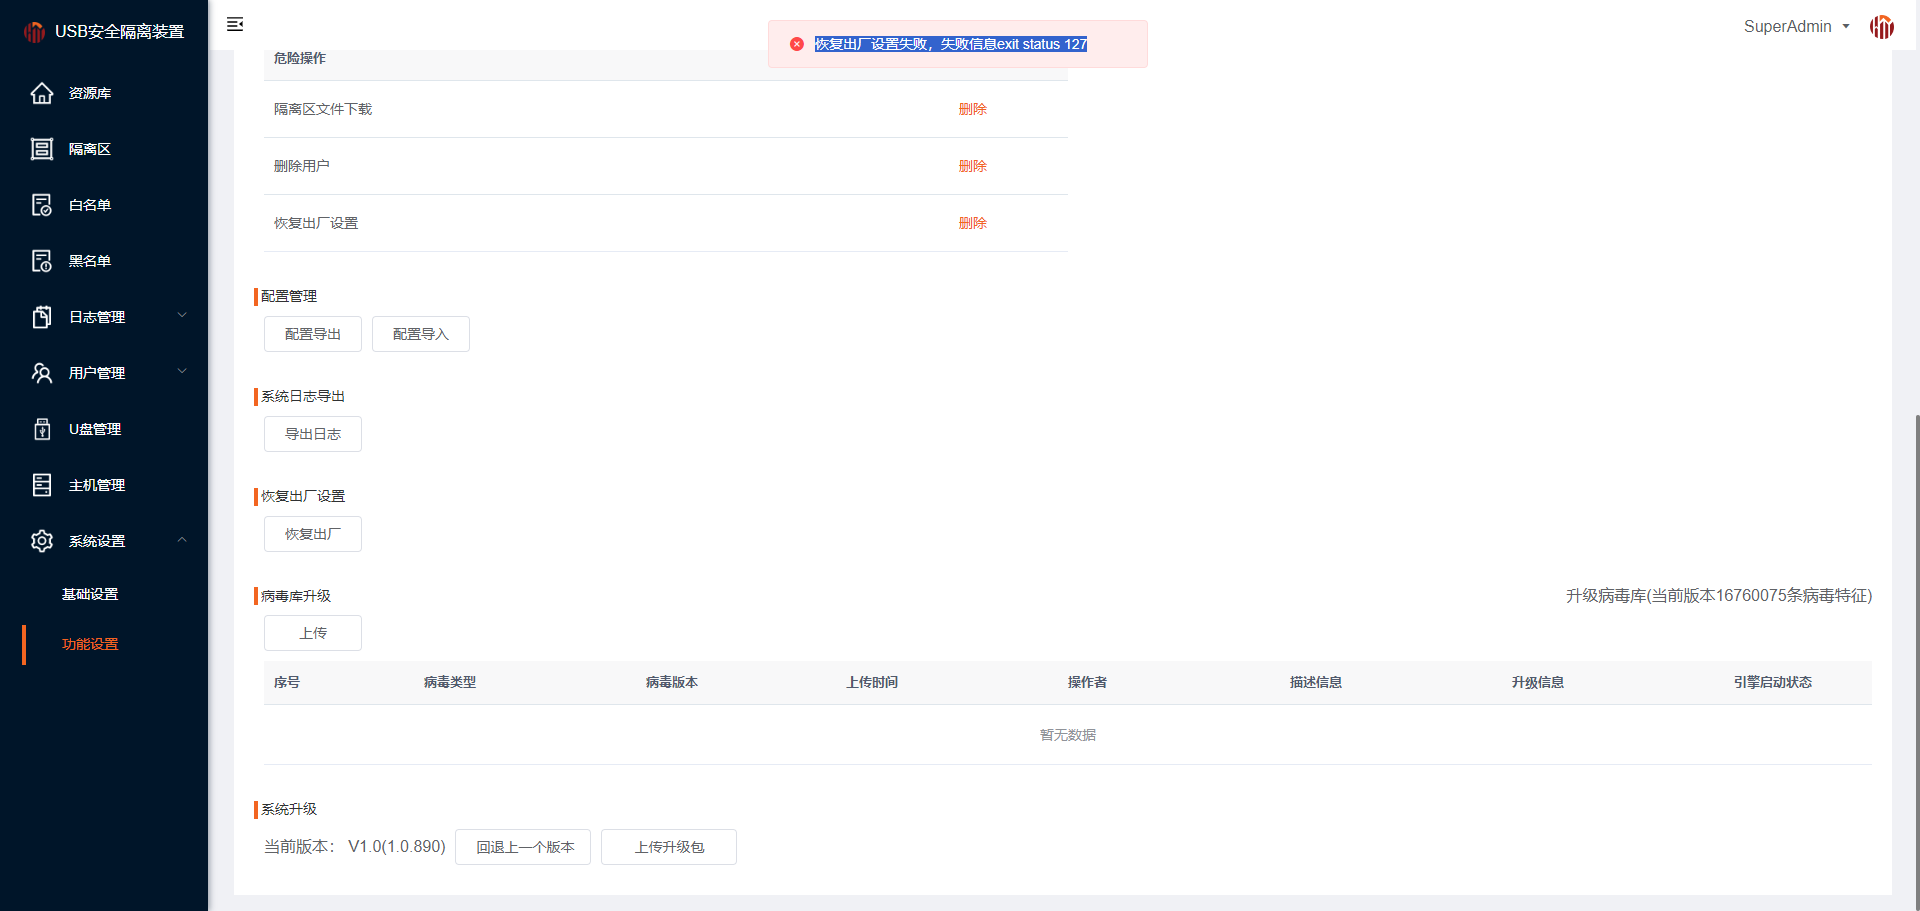 USB安全隔离装置
资源库
隔离区
白名单
黑名单
日志管理
用户管理
U盘管理
主机管理
系统设置
基础设置
功能设置
SuperAdmin
恢复出厂设置失败，失败信息exit status 127
危险操作
隔离区文件下载 删除
删除用户 删除
恢复出厂设置 删除
配置管理
配置导出 配置导入
系统日志导出
导出日志
恢复出厂设置
恢复出厂
病毒库升级 升级病毒库(当前版本16760075条病毒特征)
上传
序号 病毒类型 病毒版本 上传时间 操作者 描述信息 升级信息 引擎启动状态
暂无数据
系统升级
当前版本： V1.0(1.0.890) 回退上一个版本 上传升级包